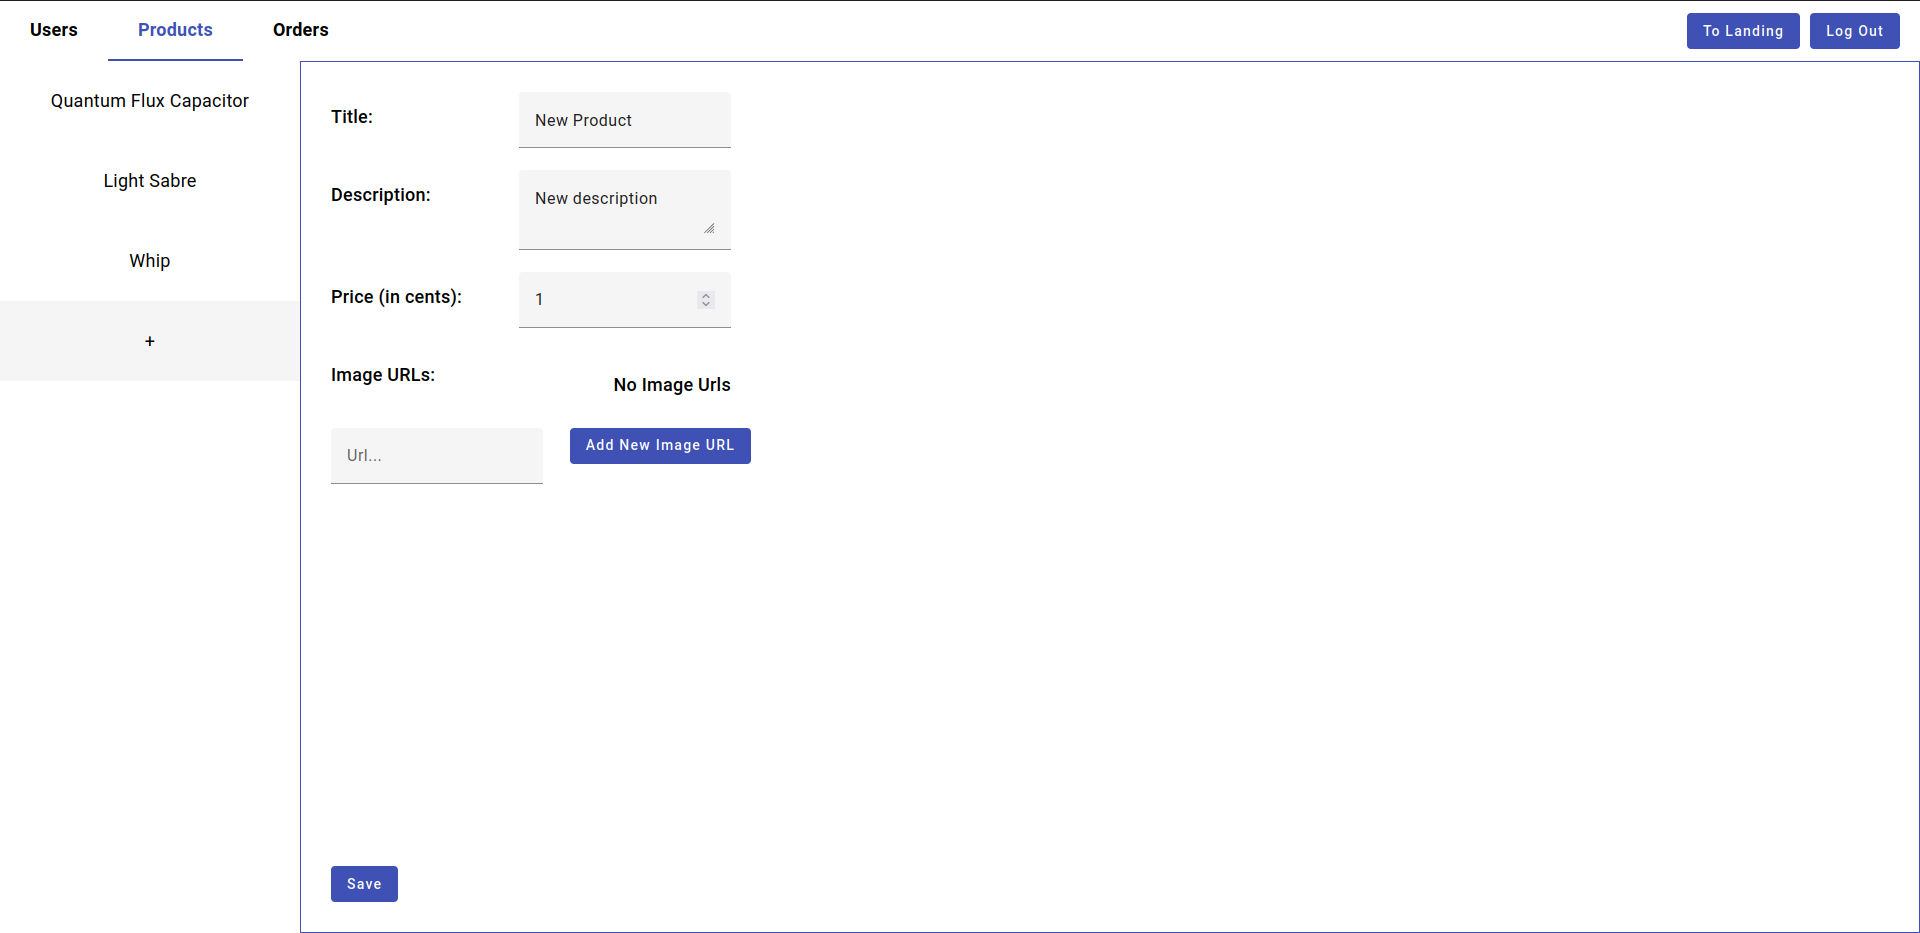 Users Products Orders To Landing Log Out
Quantum Flux Capacitor
Light Sabre
Whip
+
Title: New Product
Description: New description
Price (in cents): 1
Image URLs: No Image Urls
Url... Add New Image URL
Save